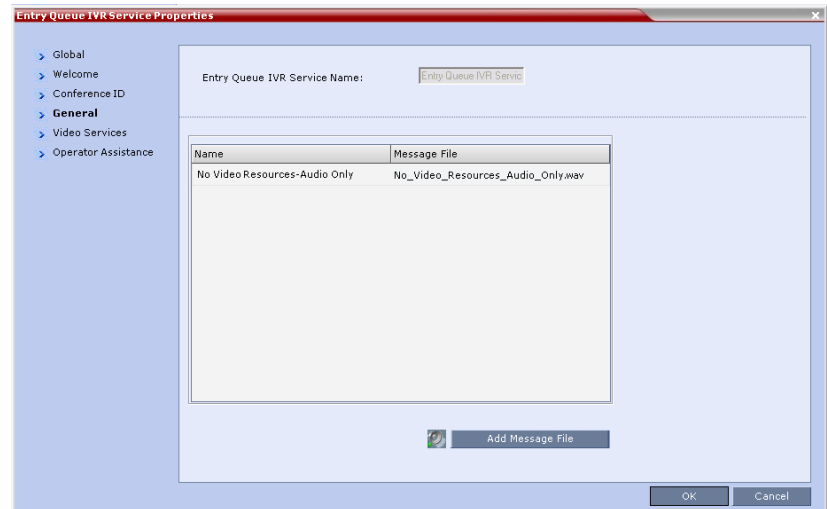 Entry Queue IVR Service Properties
x
Global
Welcome
Conference ID
General
Video Services
Operator Assistance
Entry Queue IVR Service Name:
Entry Queue IVR Servic
Name
Message File
No Video Resources-Audio Only
No_Video_Resources_Audio_Only.wav
Add Message File
OK
Cancel